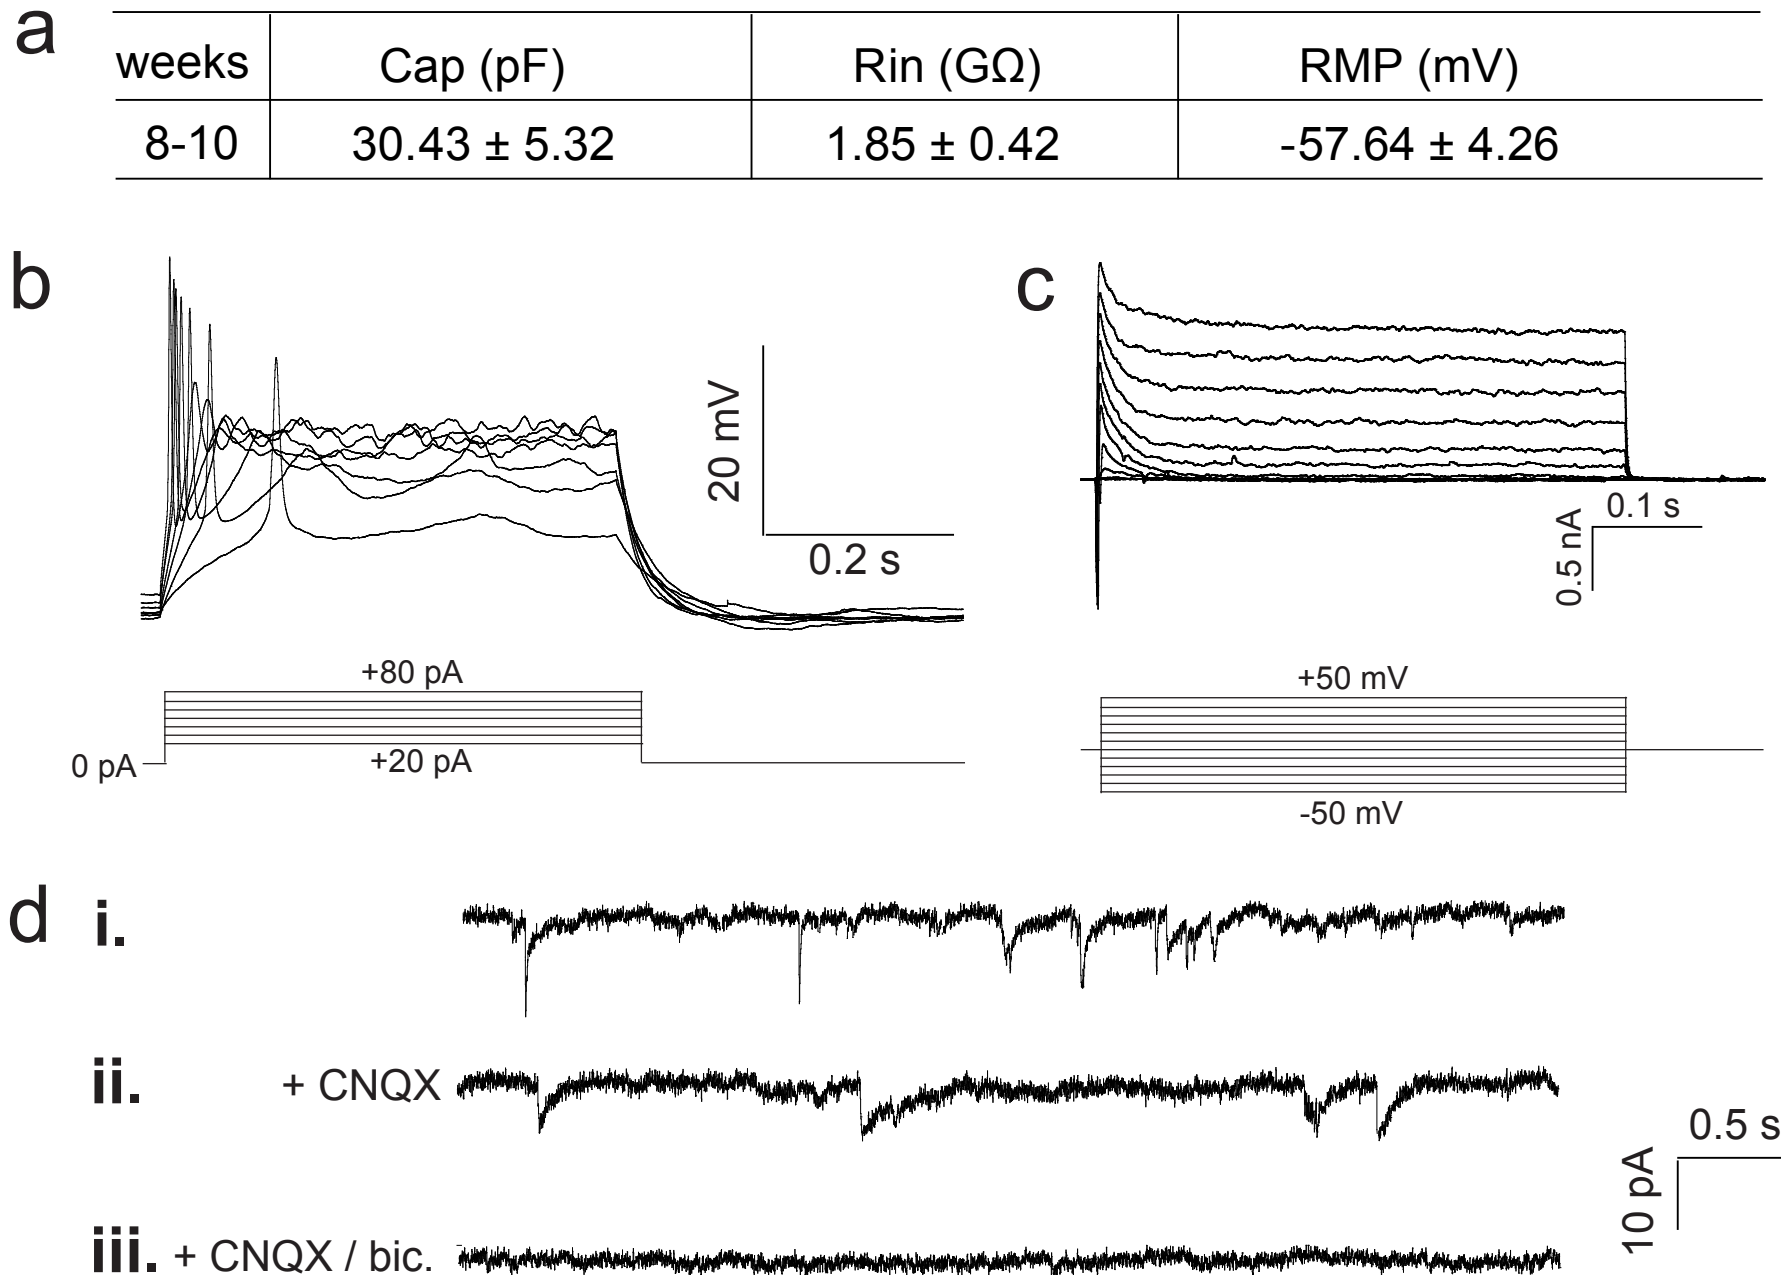 a
weeks Cap (pF) Rin (GΩ) RMP (mV)
8-10 30.43 ± 5.32 1.85 ± 0.42 -57.64 ± 4.26
b
20 mV
0.2 s
+80 pA
0 pA
+20 pA
c
0.1 s
0.5 nA
+50 mV
-50 mV
d
i.
ii. + CNQX
0.5 s
10 pA
iii. + CNQX / bic.